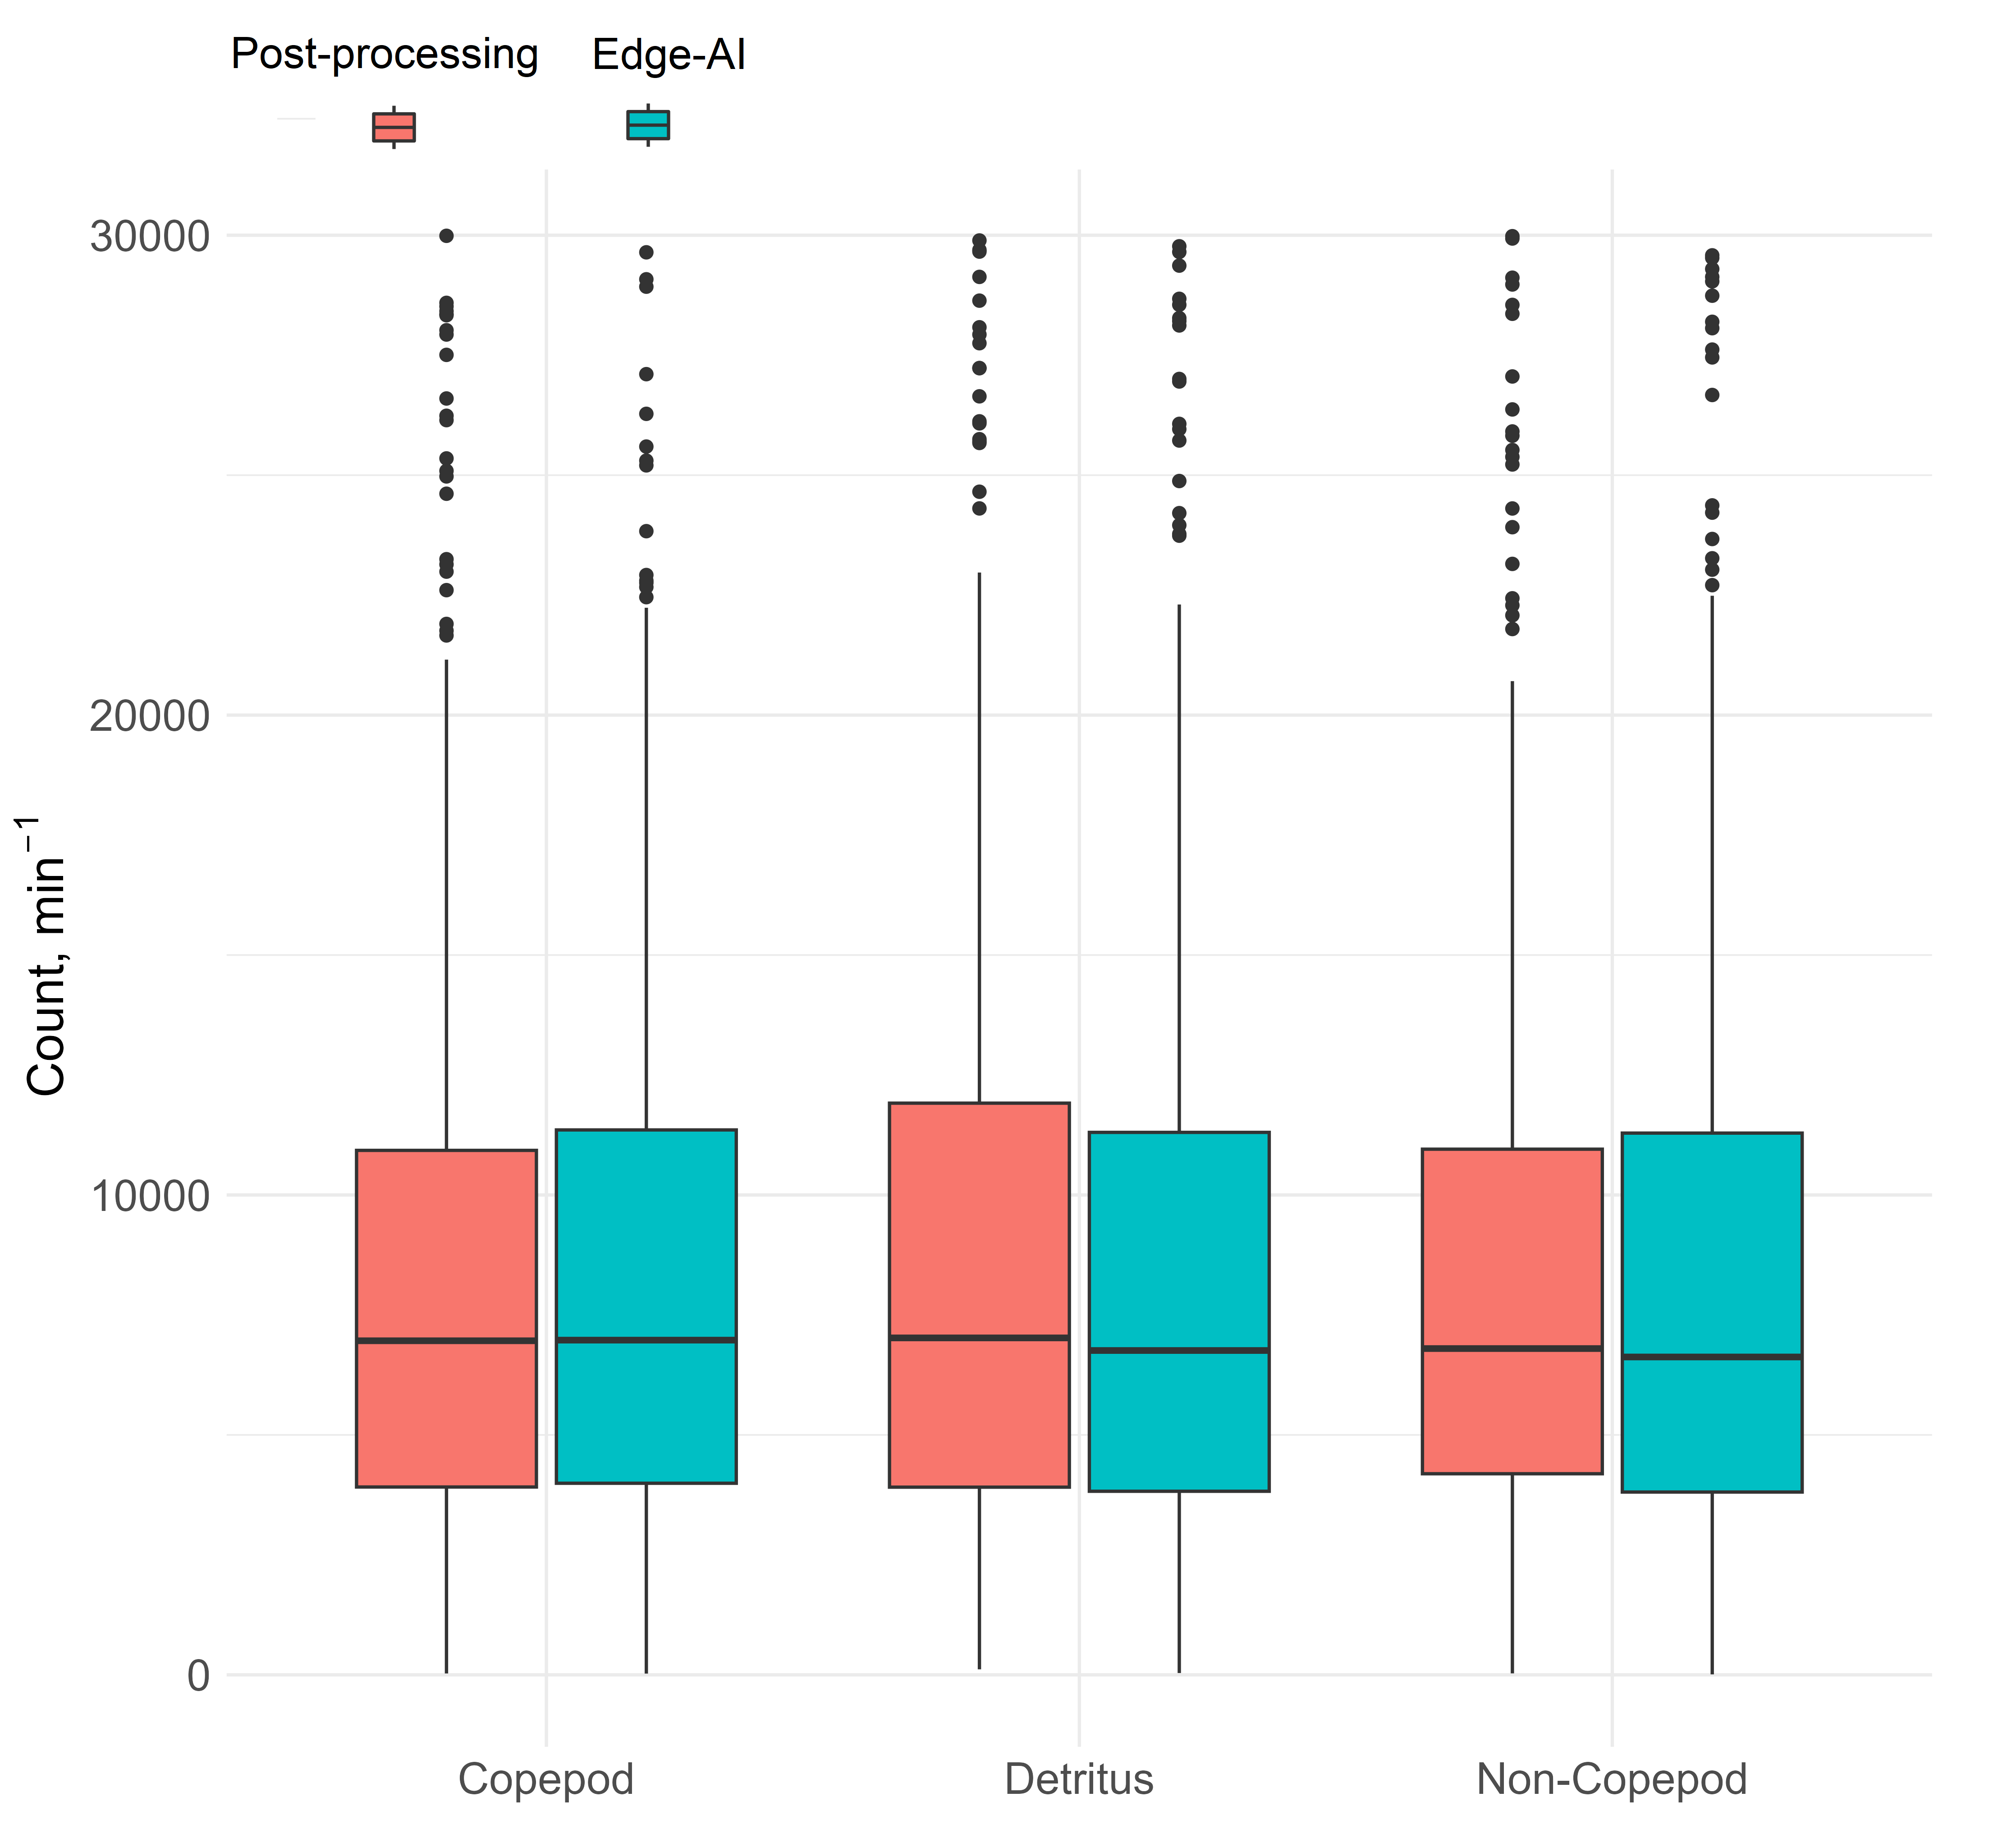 Post-processing Edge-AI
30000
20000
10000
0
Count, min⁻¹
Copepod Detritus Non-Copepod